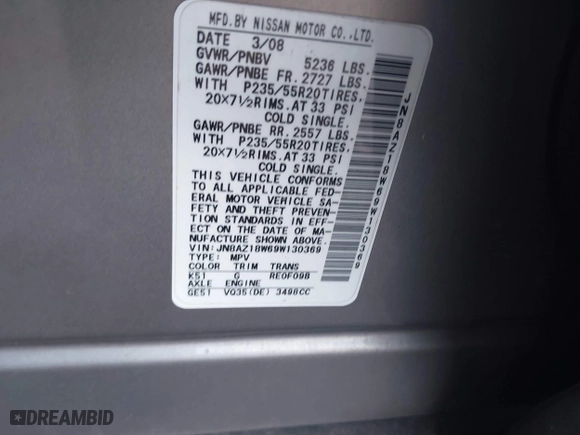 MFD.BY NISSAN MOTOR CO.,LTD.
DATE 3/08
GVWR/PNBV 5236 LBS.
GAWR/PNBE FR. 2727 LBS.
WITH P235/55R20TIRES.
20×7½RIMS.AT 33 PSI
COLD SINGLE.
GAWR/PNBE RR. 2557 LBS.
WITH P235/55R20TIRES.
20×7½RIMS.AT 33 PSI
COLD SINGLE.
THIS VEHICLE CONFORMS
TO ALL APPLICABLE FED-
ERAL MOTOR VEHICLE SA-
FETY AND THEFT PREVEN-
TION STANDARDS IN EFF-
ECT ON THE DATE OF MA-
NUFACTURE SHOWN ABOVE.
VIN:JN8AZ18W69W130369
TYPE: MPV
COLOR TRIM TRANS
K51 G RE0F09B
AXLE ENGINE
GE51 VQ35(DE) 3498CC
JN8AZ18W69W130369
DREAMBID